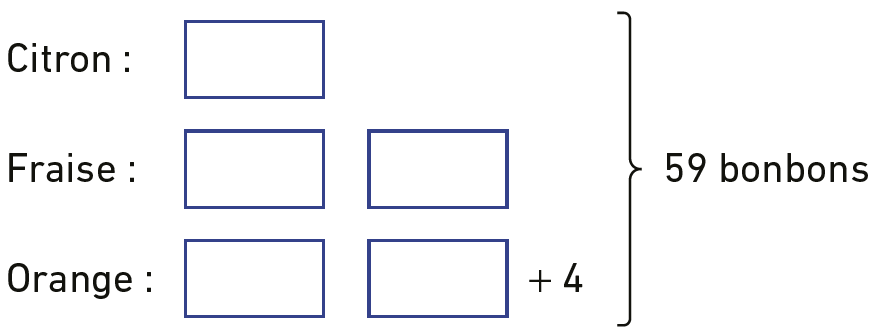 Citron :
Fraise : 59 bonbons
Orange : + 4